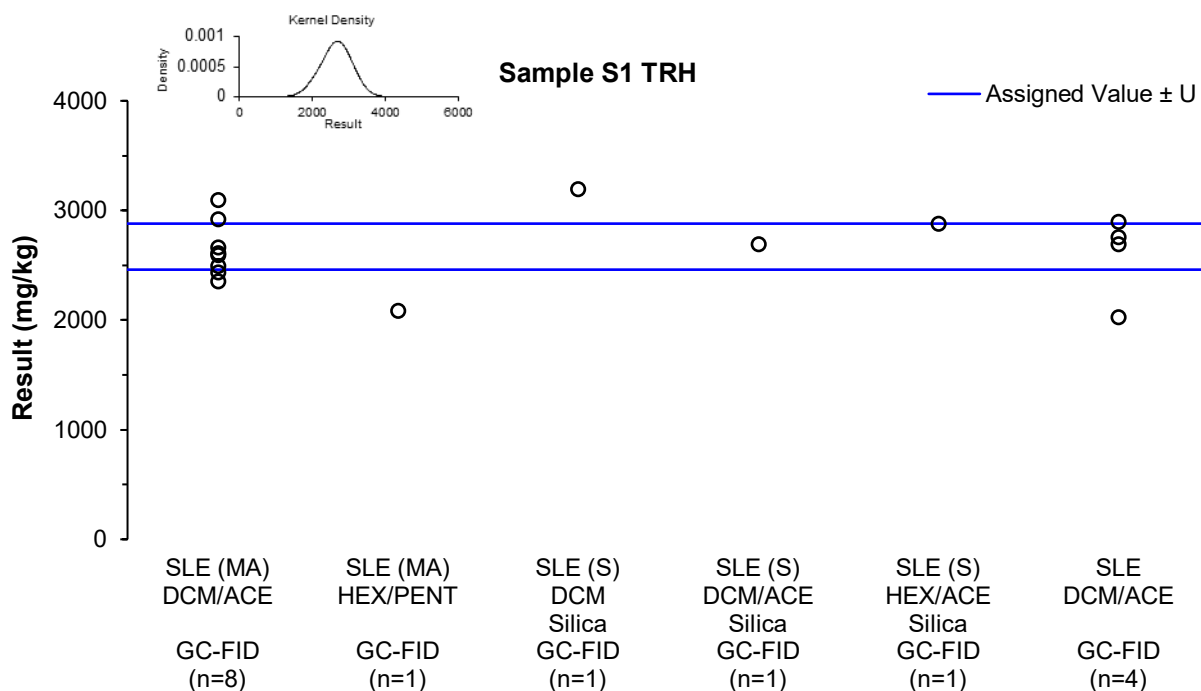 Kernel Density
0.001
0.0005
0
Density
0 2000 4000 6000
Result
Sample S1 TRH
Assigned Value ± U
4000
3000
2000
1000
0
Result (mg/kg)
SLE (MA) SLE (MA) SLE (S) SLE (S) SLE (S) SLE
DCM/ACE HEX/PENT DCM DCM/ACE HEX/ACE DCM/ACE
Silica Silica Silica
GC-FID GC-FID GC-FID GC-FID GC-FID GC-FID
(n=8) (n=1) (n=1) (n=1) (n=1) (n=4)